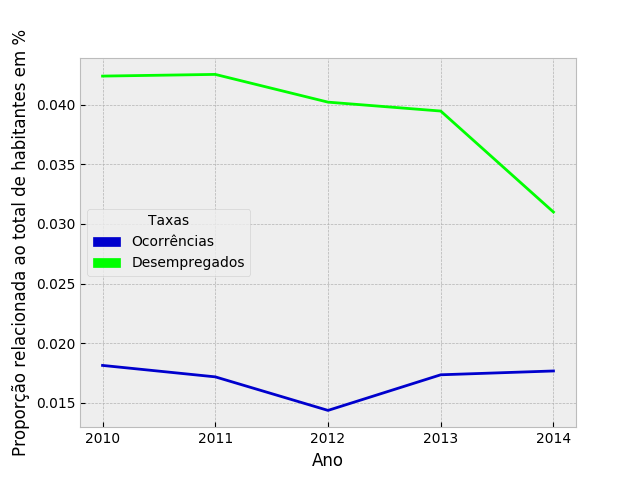 Proporção relacionada ao total de habitantes em %
0.040
0.035
0.030
0.025
0.020
0.015
Taxas
Ocorrências
Desempregados
2010 2011 2012 2013 2014
Ano